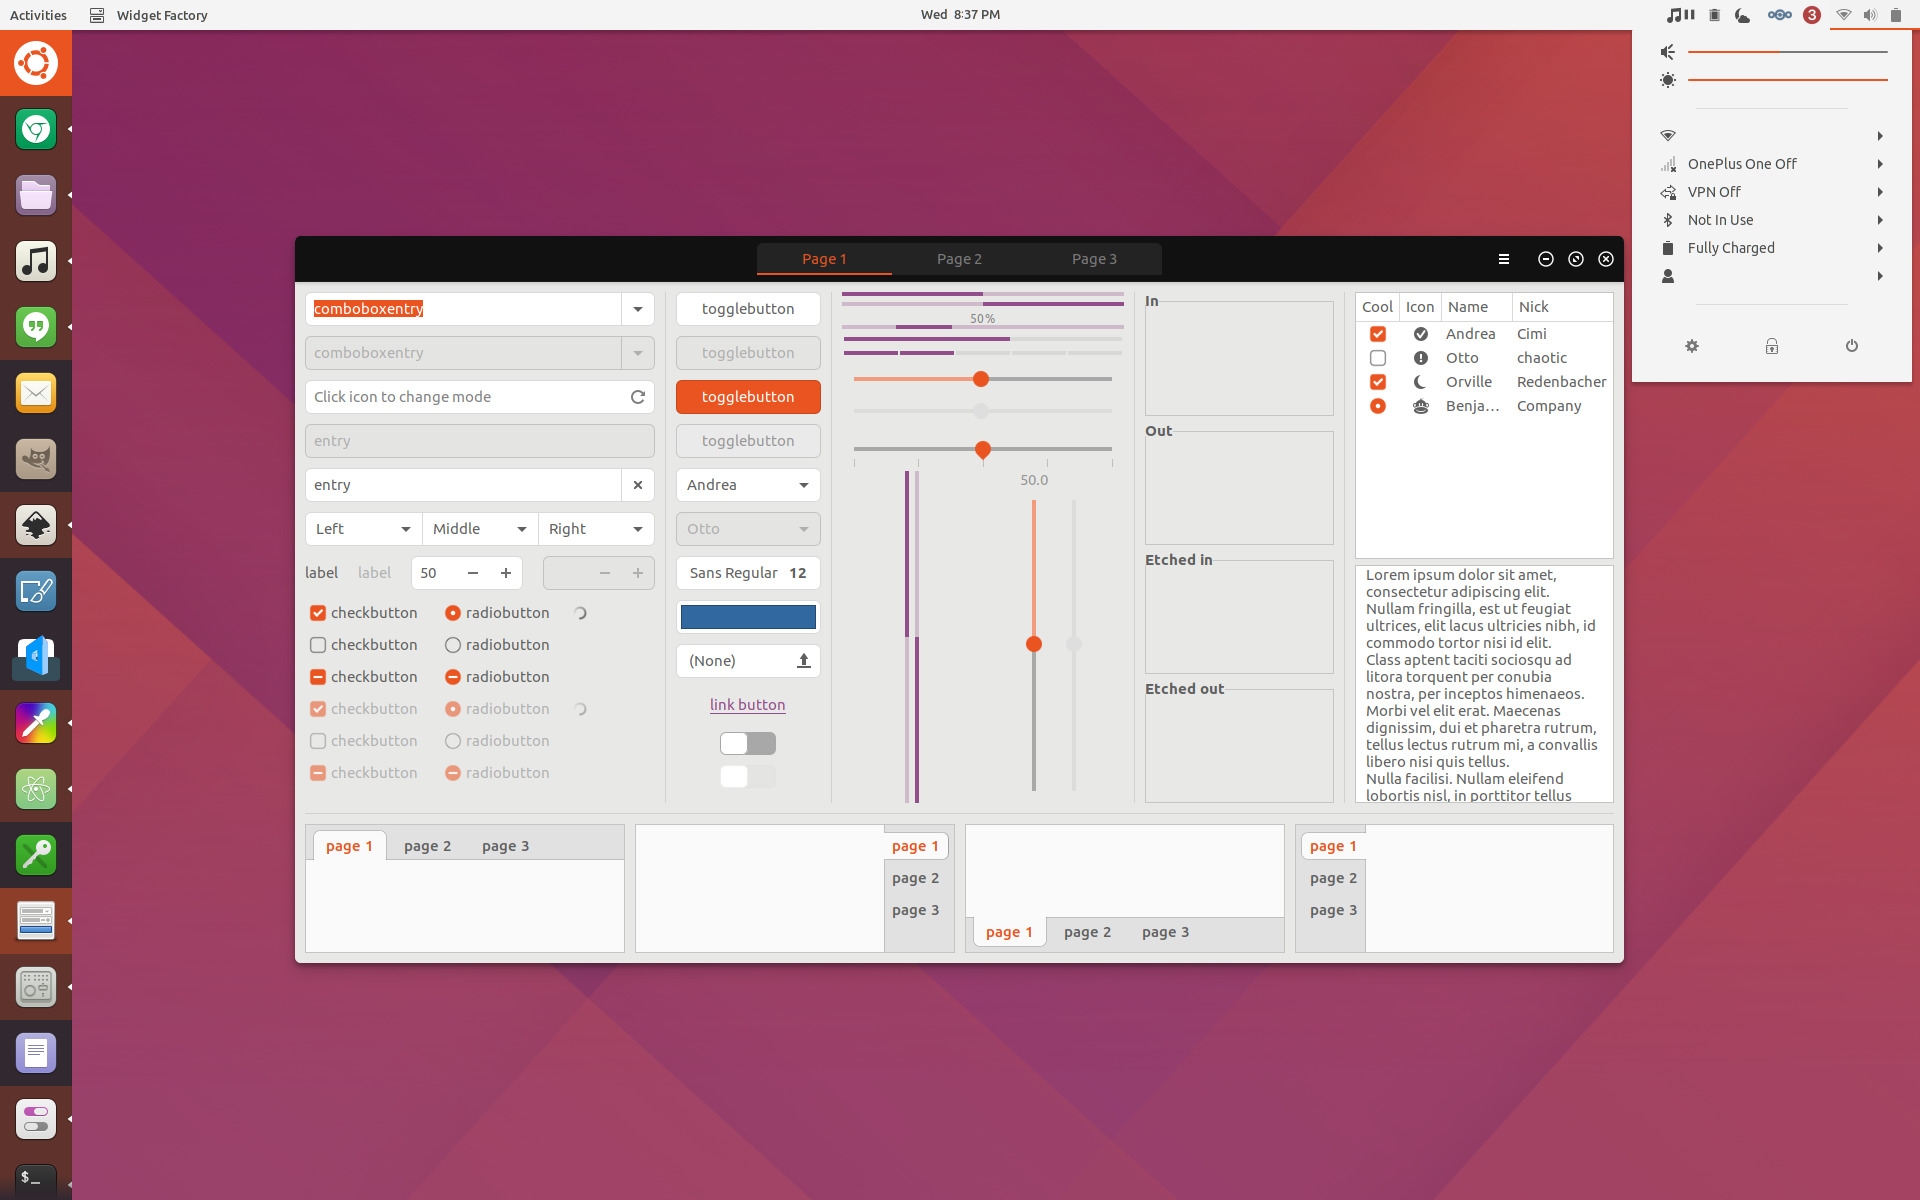 Activities
Widget Factory
Wed 8:37 PM
3
OnePlus One Off
VPN Off
Not In Use
Fully Charged
Page 1
Page 2
Page 3
comboboxentry
comboboxentry
Click icon to change mode
entry
entry
Left
Middle
Right
label
label
50
checkbutton
radiobutton
checkbutton
radiobutton
checkbutton
radiobutton
checkbutton
radiobutton
checkbutton
radiobutton
checkbutton
radiobutton
togglebutton
togglebutton
togglebutton
togglebutton
Andrea
Otto
Sans Regular 12
(None)
link button
50%
50.0
In
Out
Etched in
Etched out
Cool Icon Name Nick
Andrea Cimi
Otto chaotic
Orville Redenbacher
Benja... Company
Lorem ipsum dolor sit amet,
consectetur adipiscing elit.
Nullam fringilla, est ut feugiat
ultrices, elit lacus ultricies nibh, id
commodo tortor nisi id elit.
Class aptent taciti sociosqu ad
litora torquent per conubia
nostra, per inceptos himenaeos.
Morbi vel elit erat. Maecenas
dignissim, dui et pharetra rutrum,
tellus lectus rutrum mi, a convallis
libero nisi quis tellus.
Nulla facilisi. Nullam eleifend
lobortis nisl, in porttitor tellus
page 1 page 2 page 3
page 1
page 2
page 3
page 1 page 2 page 3
page 1
page 2
page 3
$_